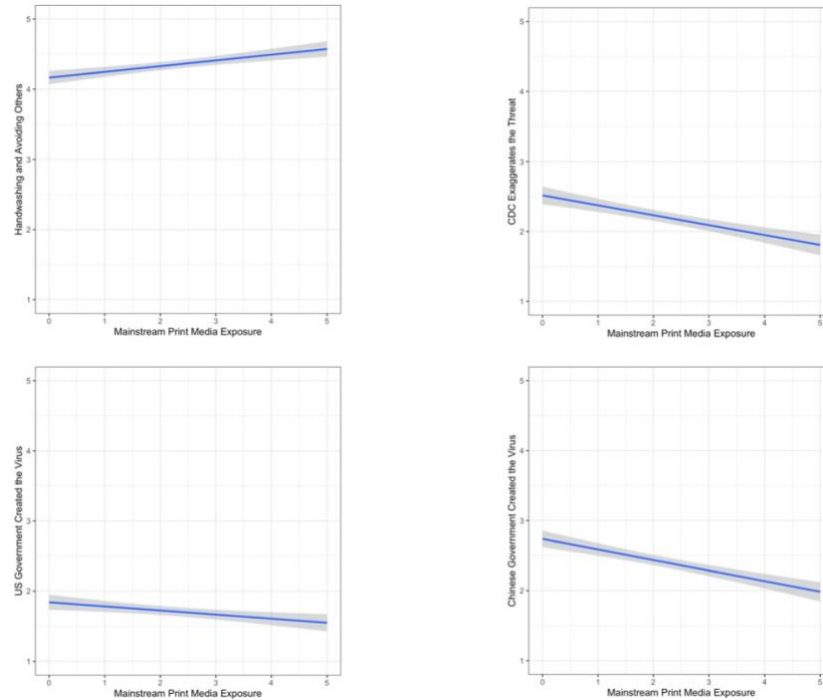 Handwashing and Avoiding Others
5
4
3
2
1
0 1 2 3 4 5
Mainstream Print Media Exposure
CDC Exaggerates the Threat
5
4
3
2
1
0 1 2 3 4 5
Mainstream Print Media Exposure
US Government Created the Virus
5
4
3
2
1
0 1 2 3 4 5
Mainstream Print Media Exposure
Chinese Government Created the Virus
5
4
3
2
1
0 1 2 3 4 5
Mainstream Print Media Exposure